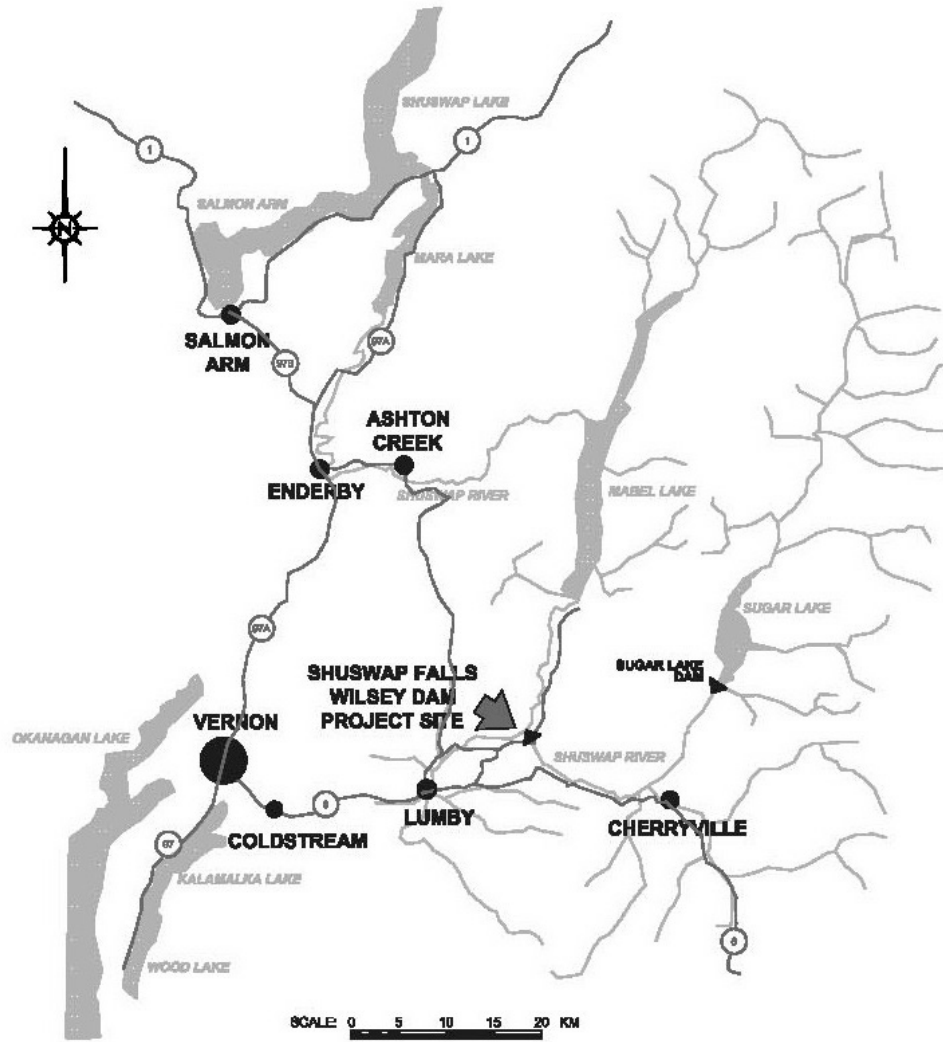 SHUSWAP LAKE
1
1
N
SALMON ARM
MARA LAKE
SALMON
ARM
97B
97A
ASHTON
CREEK
ENDERBY
SHUSWAP RIVER
MABEL LAKE
97A
SUGAR LAKE
SHUSWAP FALLS
WILSEY DAM
PROJECT SITE
SUGAR LAKE
DAM
VERNON
OKANAGAN LAKE
SHUSWAP RIVER
6
LUMBY
CHERRYVILLE
COLDSTREAM
97
KALAMALKA LAKE
6
WOOD LAKE
SCALE: 0 5 10 15 20 KM